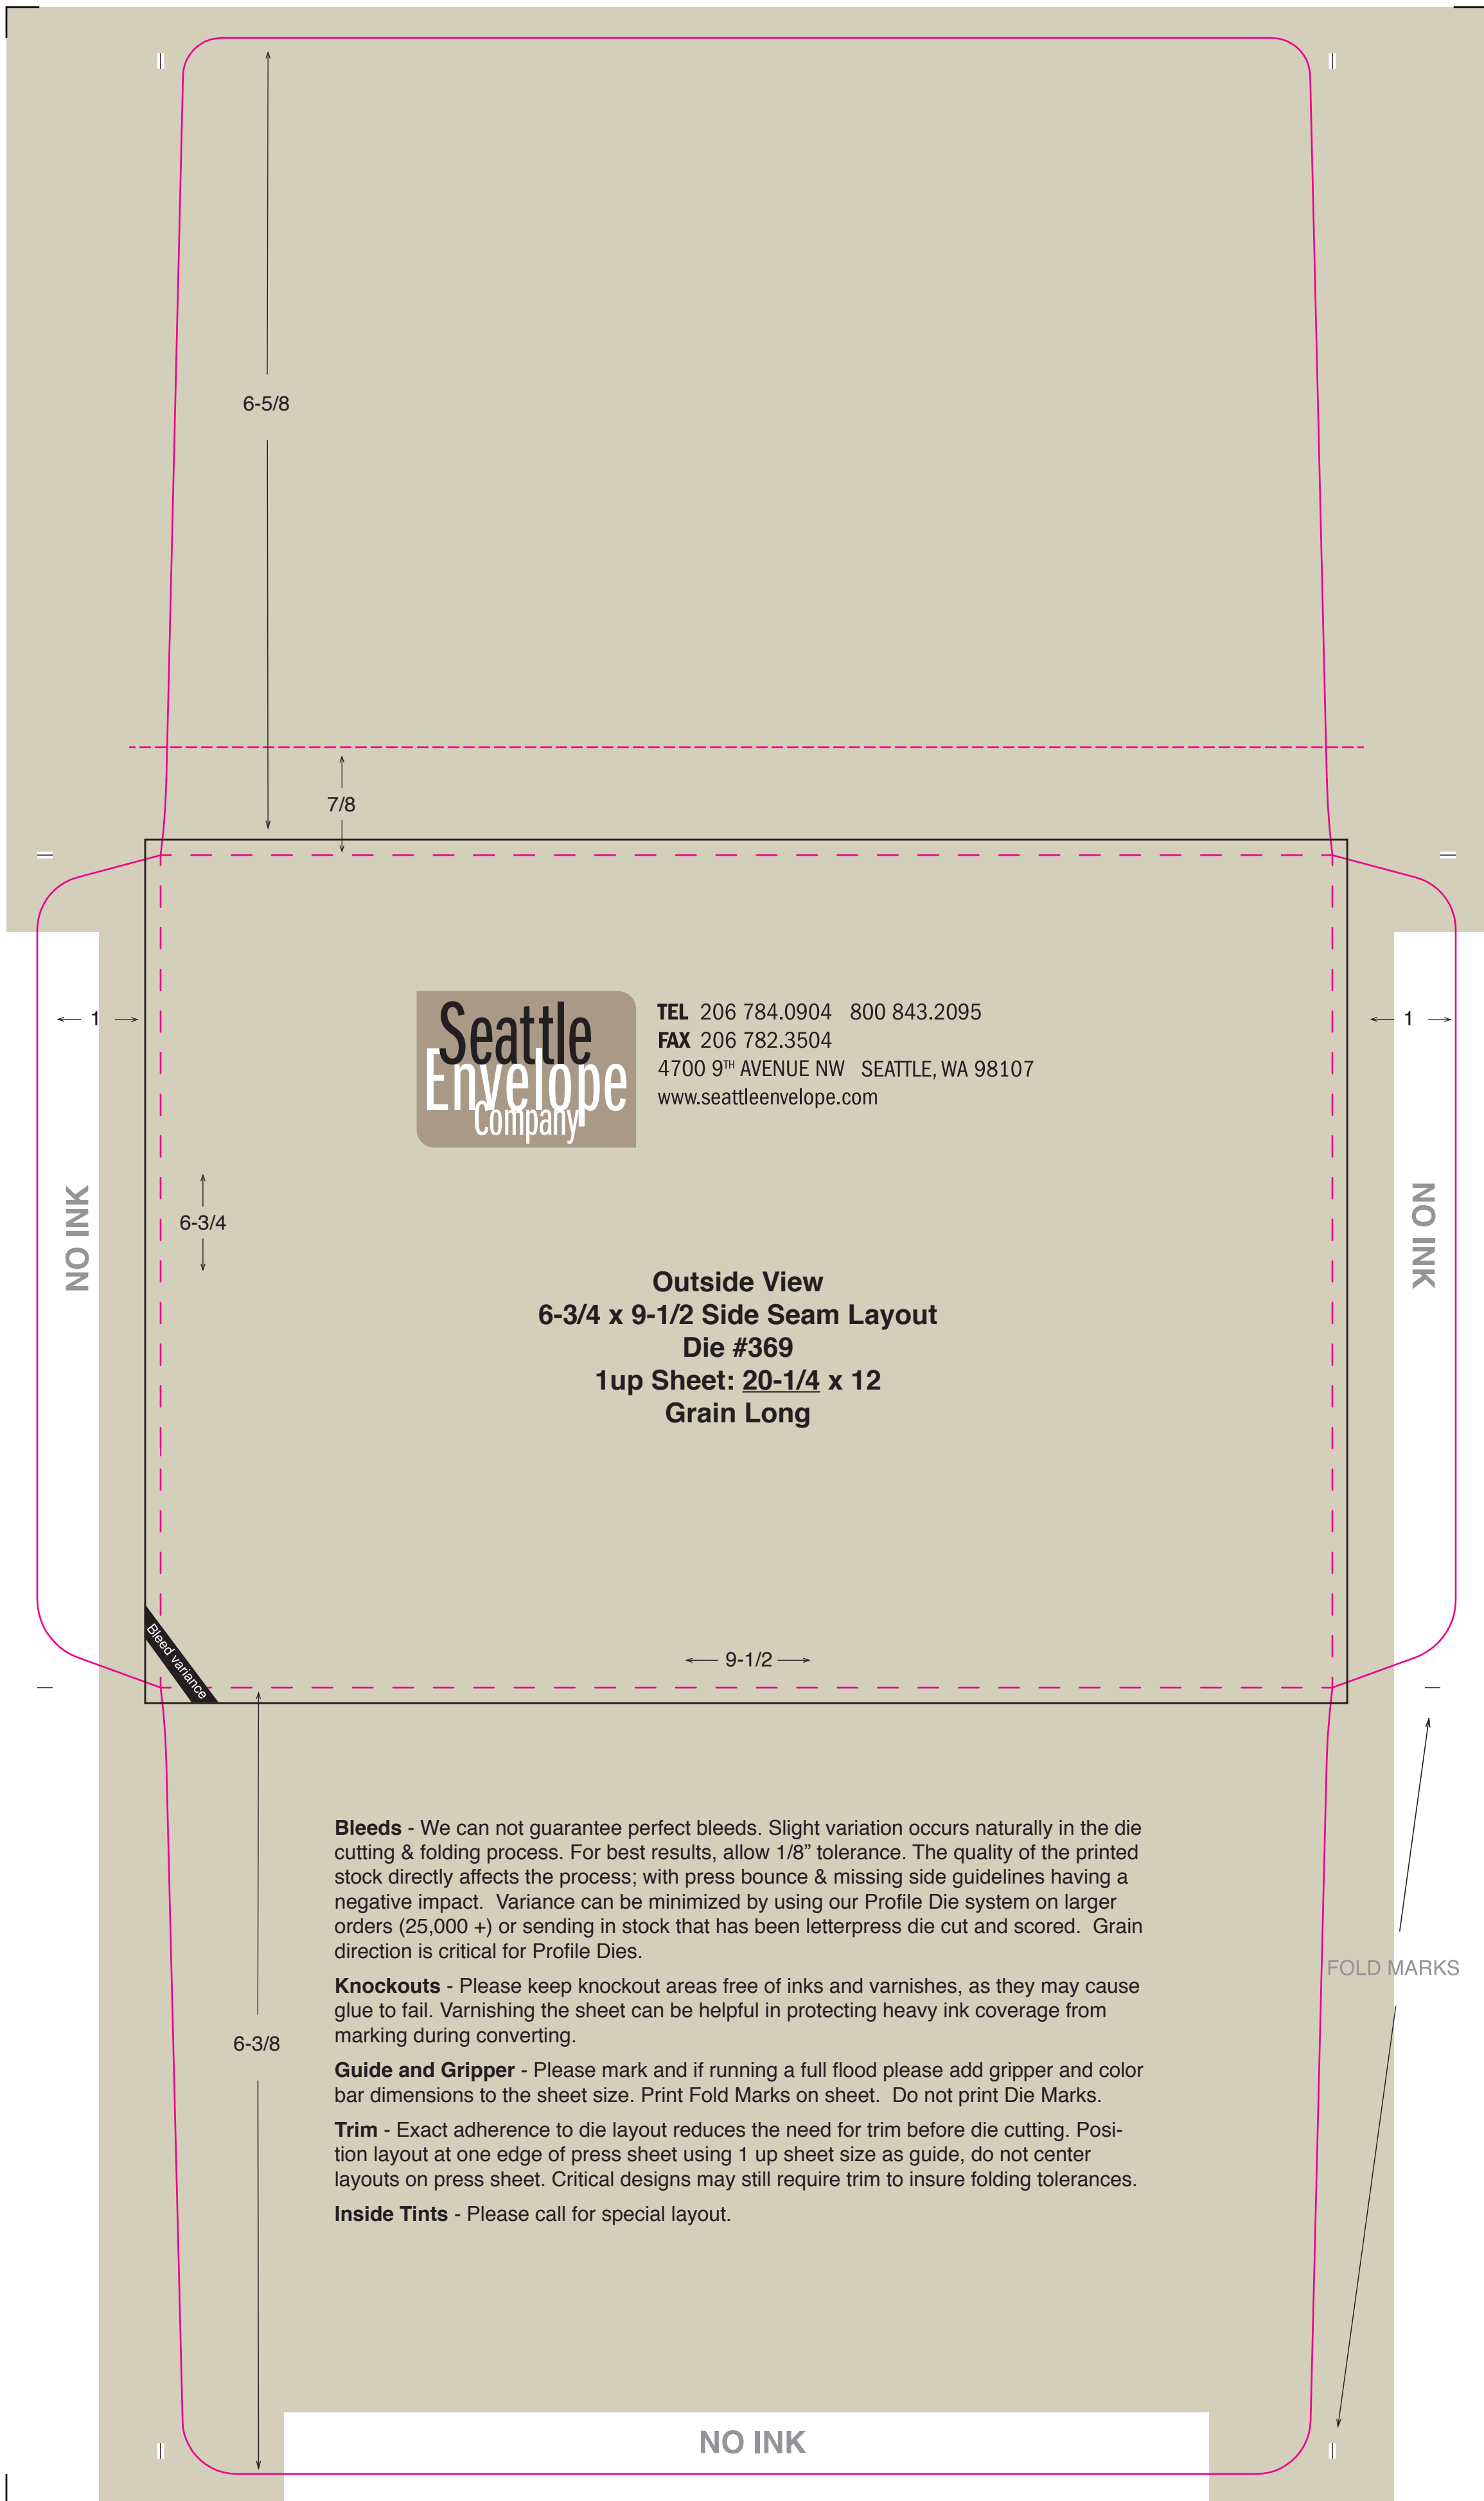 6-5/8
7/8
Seattle
Envelope
Company
TEL 206 784.0904 800 843.2095
FAX 206 782.3504
4700 9TH AVENUE NW SEATTLE, WA 98107
www.seattleenvelope.com
1
1
NO INK
NO INK
6-3/4
Outside View
6-3/4 x 9-1/2 Side Seam Layout
Die #369
1up Sheet: 20-1/4 x 12
Grain Long
Bleed variance
9-1/2
Bleeds - We can not guarantee perfect bleeds. Slight variation occurs naturally in the die
cutting & folding process. For best results, allow 1/8” tolerance. The quality of the printed
stock directly affects the process; with press bounce & missing side guidelines having a
negative impact. Variance can be minimized by using our Profile Die system on larger
orders (25,000 +) or sending in stock that has been letterpress die cut and scored. Grain
direction is critical for Profile Dies.
Knockouts - Please keep knockout areas free of inks and varnishes, as they may cause
glue to fail. Varnishing the sheet can be helpful in protecting heavy ink coverage from
marking during converting.
Guide and Gripper - Please mark and if running a full flood please add gripper and color
bar dimensions to the sheet size. Print Fold Marks on sheet. Do not print Die Marks.
Trim - Exact adherence to die layout reduces the need for trim before die cutting. Posi-
tion layout at one edge of press sheet using 1 up sheet size as guide, do not center
layouts on press sheet. Critical designs may still require trim to insure folding tolerances.
Inside Tints - Please call for special layout.
FOLD MARKS
6-3/8
NO INK